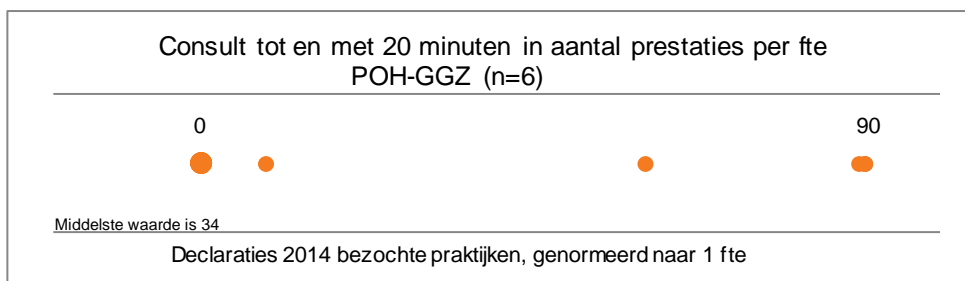 Consult tot en met 20 minuten in aantal prestaties per fte
POH-GGZ (n=6)
0 90
Middelste waarde is 34
Declaraties 2014 bezochte praktijken, genormeerd naar 1 fte